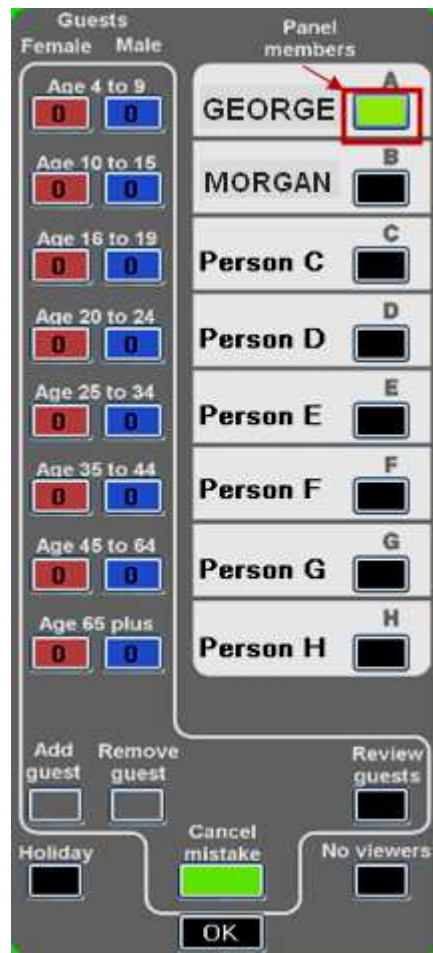 Guests
Female Male
Age 4 to 9
0 0
Age 10 to 15
0 0
Age 16 to 19
0 0
Age 20 to 24
0 0
Age 25 to 34
0 0
Age 35 to 44
0 0
Age 45 to 64
0 0
Age 65 plus
0 0
Panel
members
A
GEORGE
B
MORGAN
C
Person C
D
Person D
E
Person E
F
Person F
G
Person G
H
Person H
Add
guest
Remove
guest
Review
guests
Holiday
Cancel
mistake
No viewers
OK